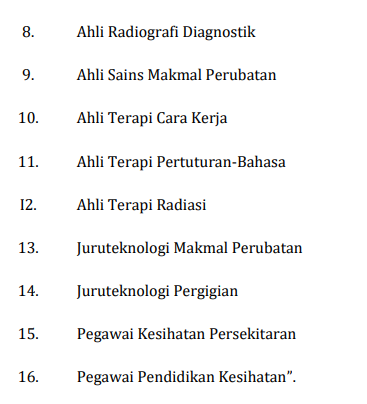 8. Ahli Radiografi Diagnostik
9. Ahli Sains Makmal Perubatan
10. Ahli Terapi Cara Kerja
11. Ahli Terapi Pertuturan-Bahasa
I2. Ahli Terapi Radiasi
13. Juruteknologi Makmal Perubatan
14. Juruteknologi Pergigian
15. Pegawai Kesihatan Persekitaran
16. Pegawai Pendidikan Kesihatan”.